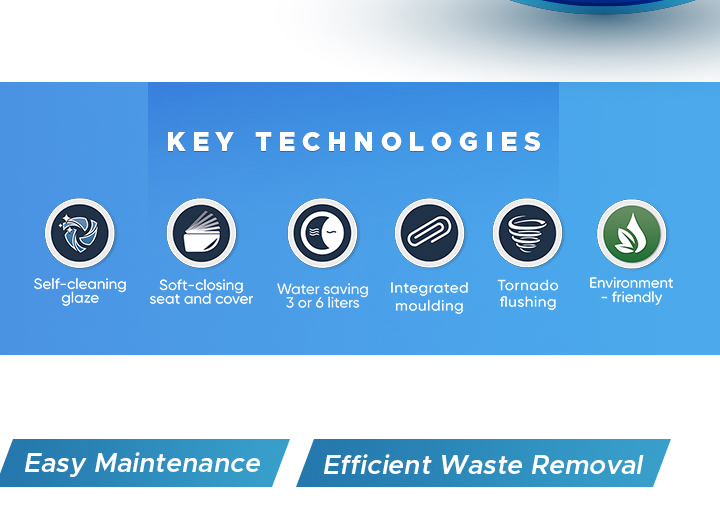 KEY TECHNOLOGIES
Self-cleaning
glaze
Soft-closing
seat and cover
Water saving
3 or 6 liters
Integrated
moulding
Tornado
flushing
Environment
- friendly
Easy Maintenance
Efficient Waste Removal